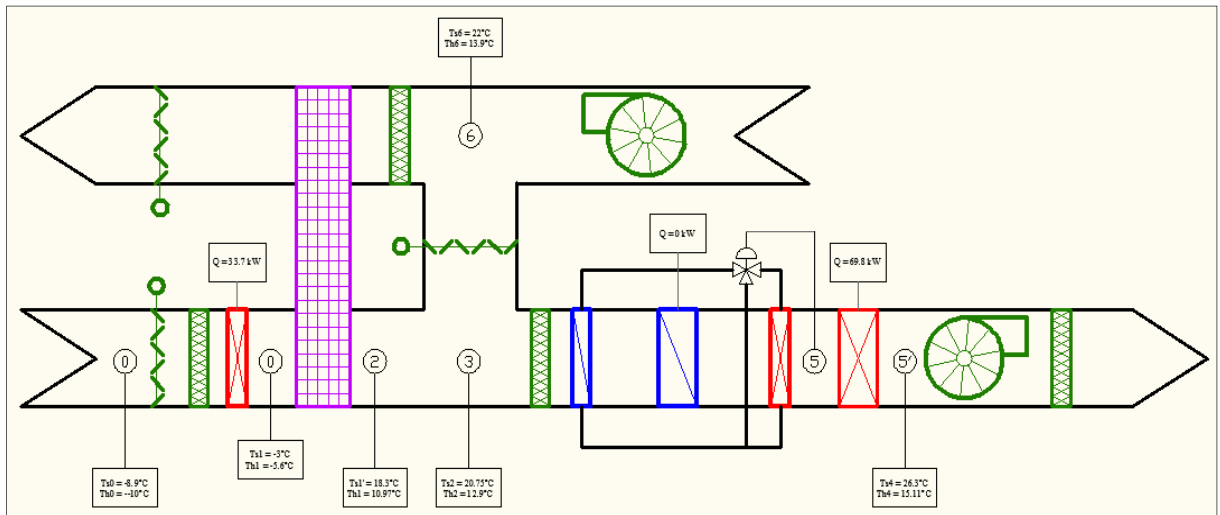 Ts6 = 22°C
Th6 = 13.9°C
6
Q = 33.7 kW
Q = 0 kW
Q = 69.8 kW
0
0
2
3
5
5'
Ts1 = -3°C
Th1 = -5.6°C
Ts0 = -8.9°C
Th0 = --10°C
Ts1' = 18.3°C
Th1 = 10.97°C
Ts2 = 20.75°C
Th2 = 12.9°C
Ts4 = 26.3°C
Th4 = 15.11°C